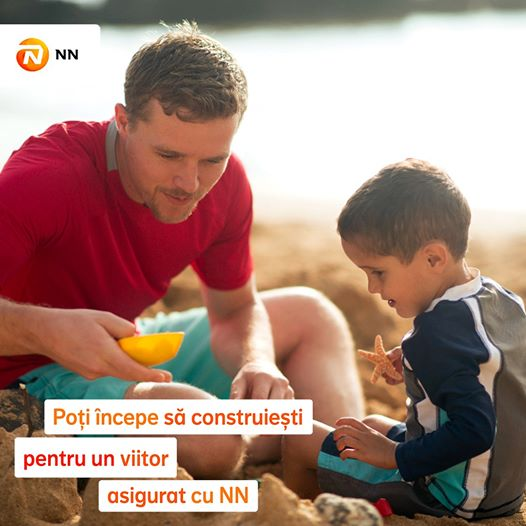 NN
Poți începe să construiești
pentru un viitor
asigurat cu NN